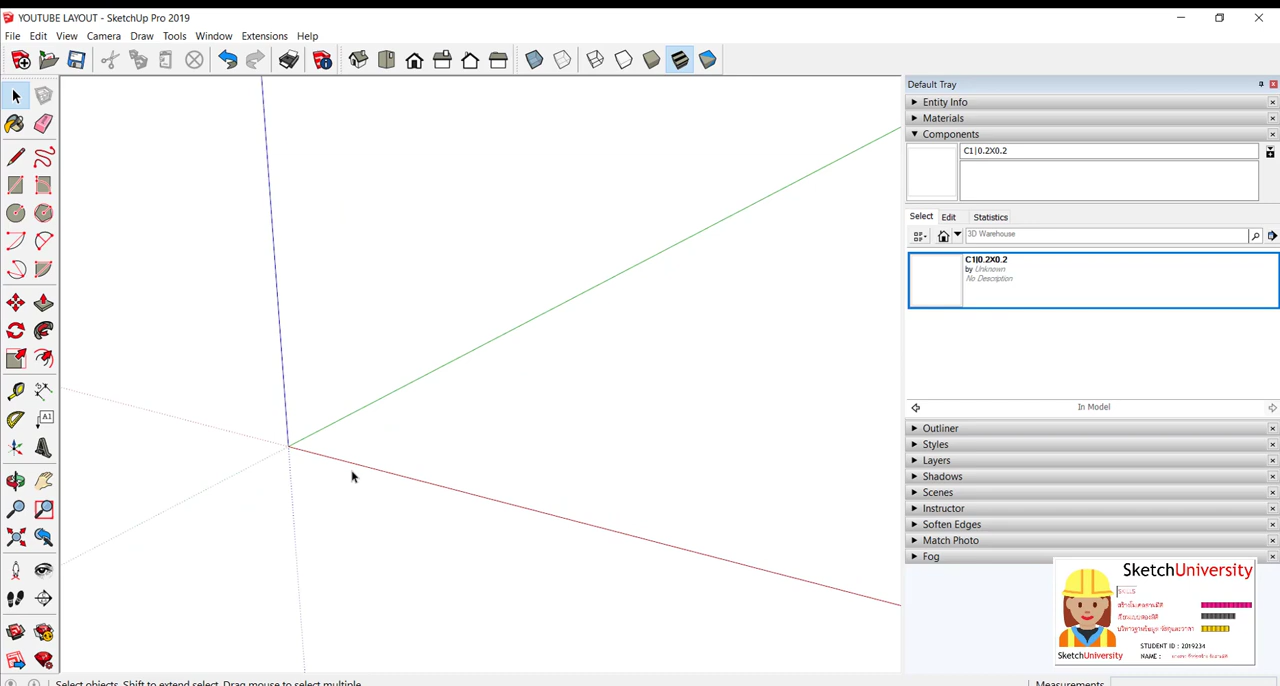 YOUTUBE LAYOUT - SketchUp Pro 2019
File Edit View Camera Draw Tools Window Extensions Help
Default Tray
Entity Info
Materials
Components
C1|0.2X0.2
Select Edit Statistics
3D Warehouse
C1|0.2X0.2
by Unknown
No Description
In Model
Outliner
Styles
Layers
Shadows
Scenes
Instructor
Soften Edges
Match Photo
Fog
A1
SketchUniversity
SKILLS
SketchUniversity
STUDENT ID : 2019234
NAME :
Select objects. Shift to extend select. Drag mouse to select multiple.
Measurements